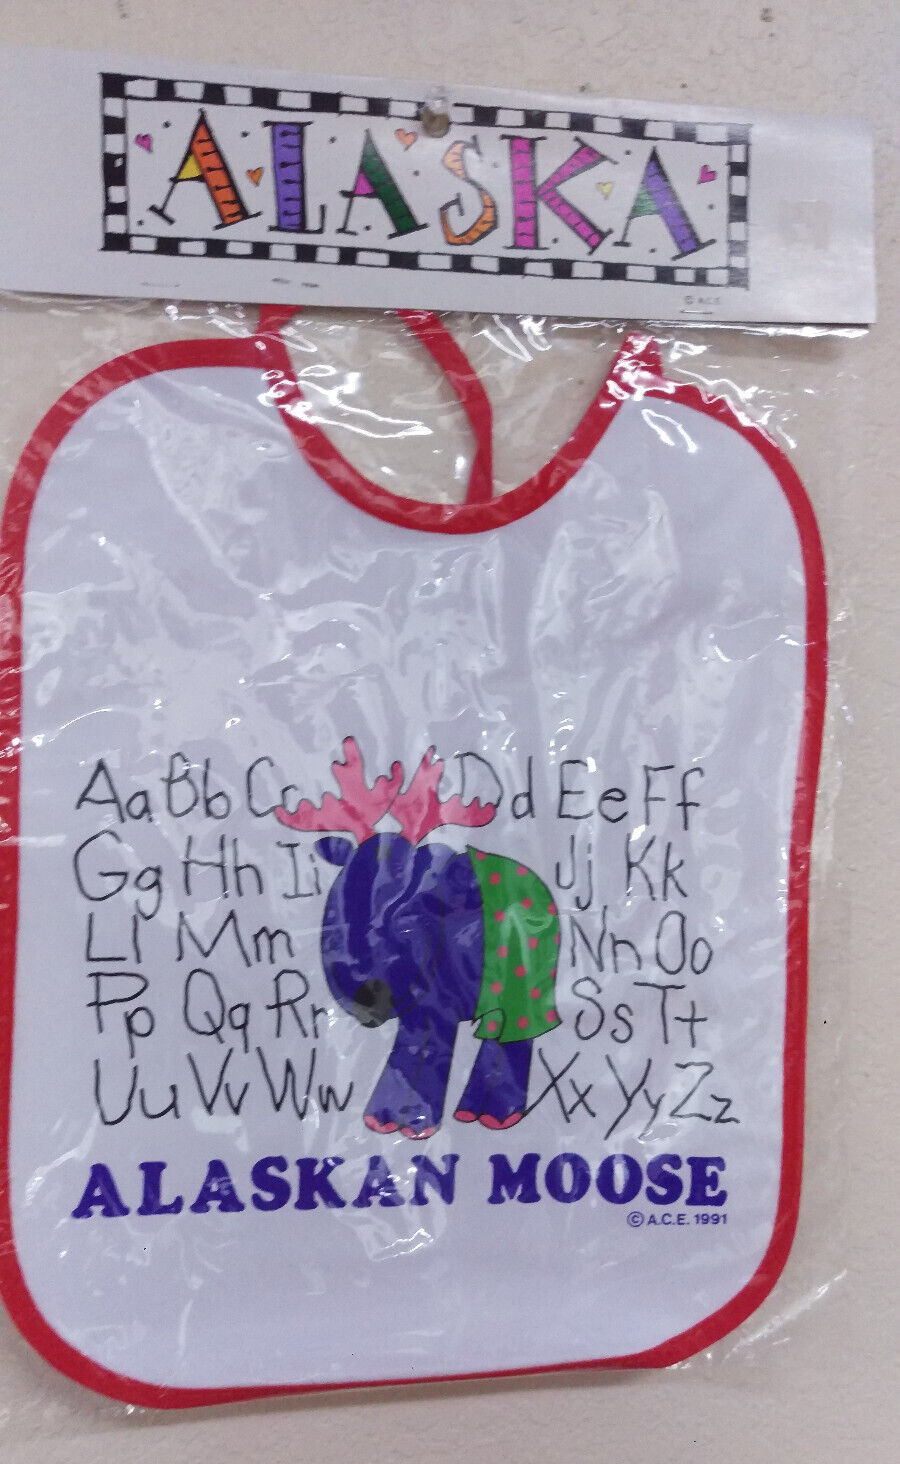 ALASKA
© A.C.E.
Aa Bb Cc Dd Ee Ff
Gg Hh Ii Jj Kk
Ll Mm Nn Oo
Pp Qq Rr Ss Tt
Uu Vv Ww Xx Yy Zz
ALASKAN MOOSE
© A.C.E. 1991